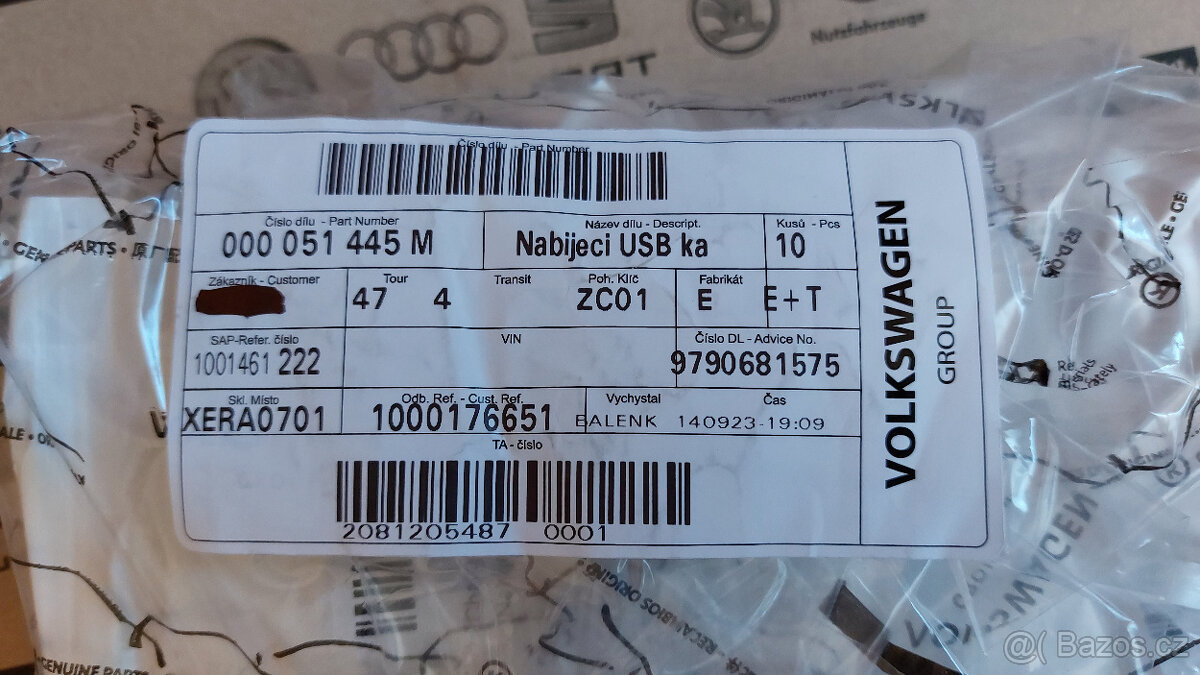 Nutzfahrzeuge
Číslo dílu - Part Number
Číslo dílu - Part Number
Název dílu - Descript.
Kusů - Pcs
000 051 445 M
Nabijeci USB ka
10
Zákazník - Customer
Tour
Transit
Poh. Klíč
Fabrikát
47 4
ZC01
E
E+T
SAP-Refer. číslo
VIN
Číslo DL - Advice No.
1001461 222
9790681575
Skl. Místo
Odb. Ref. - Cust. Ref.
Vychystal
Čas
XERA0701
1000176651
BALENK
140923-19:09
TA - číslo
2081205487 0001
VOLKSWAGEN
GROUP
GENUINE PARTS
RECAMBIOS ORIGIN
@( Bazos.cz